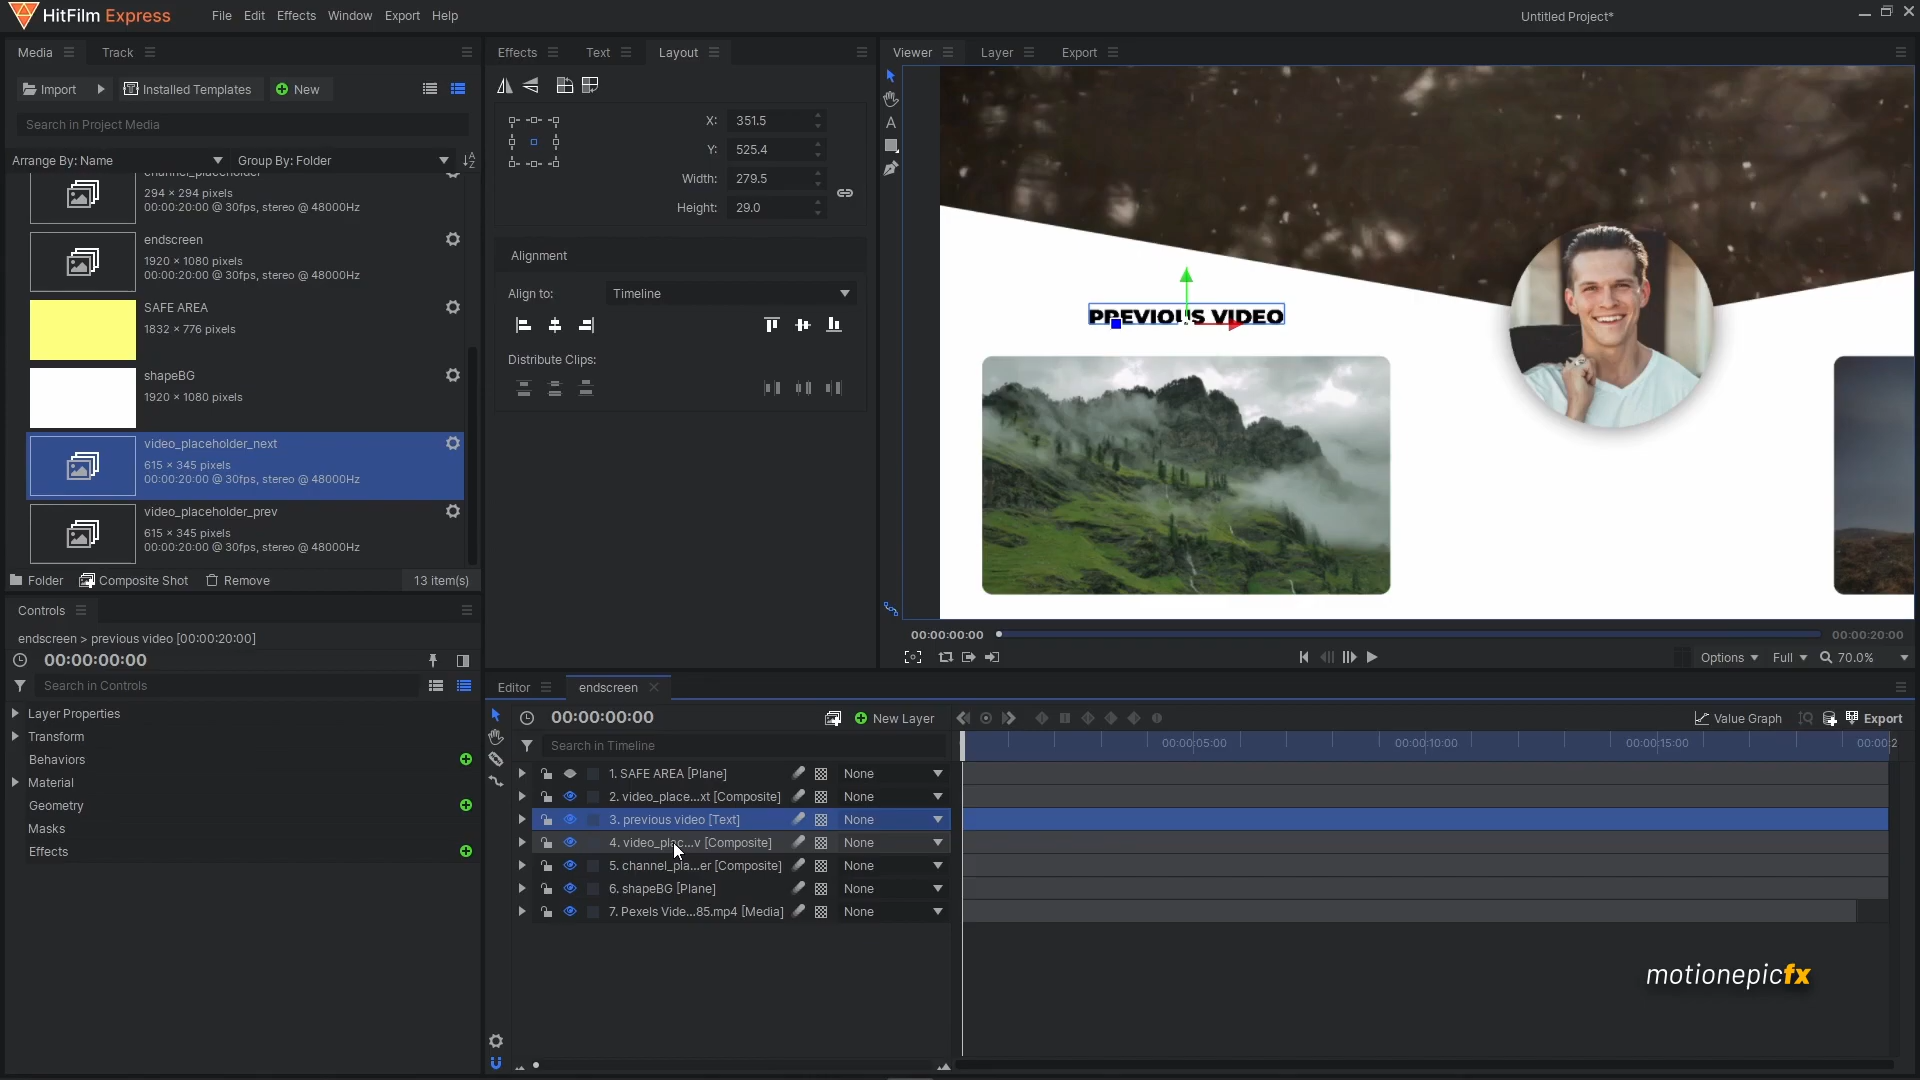 HitFilm Express
File Edit Effects Window Export Help
Untitled Project*
Media Track
Effects Text Layout
Viewer Layer Export
Import Installed Templates New
Search in Project Media
Arrange By: Name Group By: Folder
channel_placeholder
294 × 294 pixels
00:00:20:00 @ 30fps, stereo @ 48000Hz
endscreen
1920 × 1080 pixels
00:00:20:00 @ 30fps, stereo @ 48000Hz
SAFE AREA
1832 × 776 pixels
shapeBG
1920 × 1080 pixels
video_placeholder_next
615 × 345 pixels
00:00:20:00 @ 30fps, stereo @ 48000Hz
video_placeholder_prev
615 × 345 pixels
00:00:20:00 @ 30fps, stereo @ 48000Hz
Folder Composite Shot Remove 13 item(s)
X: 351.5
Y: 525.4
Width: 279.5
Height: 29.0
Alignment
Align to: Timeline
Distribute Clips:
PREVIOUS VIDEO
00:00:00:00 00:00:20:00
Options Full 70.0%
Controls
endscreen > previous video [00:00:20:00]
00:00:00:00
Search in Controls
Layer Properties
Transform
Behaviors
Material
Geometry
Masks
Effects
Editor endscreen
00:00:00:00 New Layer Value Graph Export
Search in Timeline
00:00:05:00 00:00:10:00 00:00:15:00 00:00:2
1. SAFE AREA [Plane] None
2. video_place...xt [Composite] None
3. previous video [Text] None
4. video_plac...v [Composite] None
5. channel_pla...er [Composite] None
6. shapeBG [Plane] None
7. Pexels Vide...85.mp4 [Media] None
motionepicfx